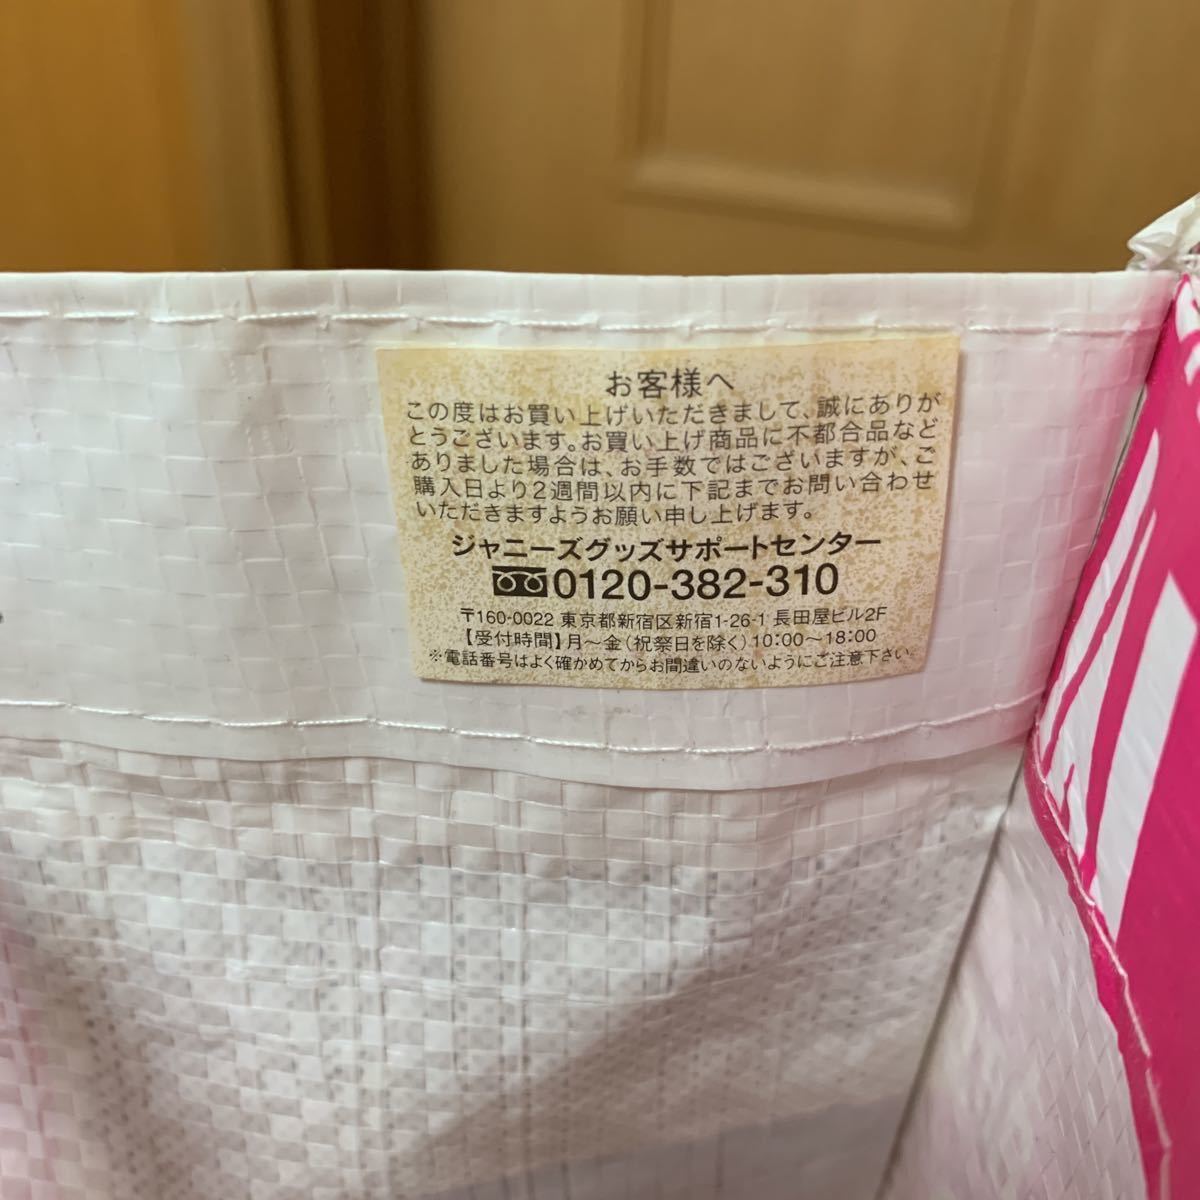 お客様へ
この度はお買い上げいただきまして、誠にありが
とうございます。お買い上げ商品に不都合品など
ありました場合は、お手数ではございますが、ご
購入日より2週間以内に下記までお問い合わせ
いただきますようお願い申し上げます。
ジャニーズグッズサポートセンター
0120-382-310
〒160-0022 東京都新宿区新宿1-26-1 長田屋ビル2F
【受付時間】月〜金(祝祭日を除く)10:00〜18:00
※電話番号はよく確かめてからお間違いのないようにご注意下さい。